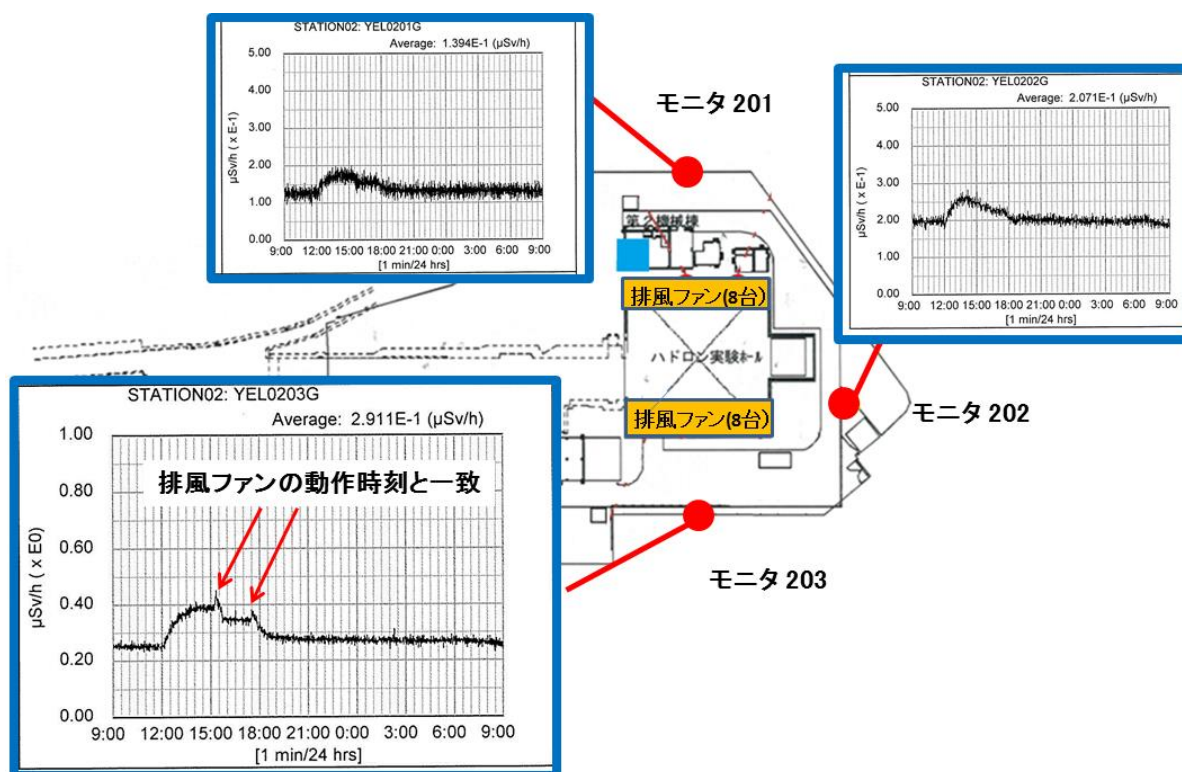 STATION02: YEL0201G
Average: 1.394E-1 (µSv/h)
µSv/h ( x E-1)
5.00
4.00
3.00
2.00
1.00
0.00
9:00 12:00 15:00 18:00 21:00 0:00 3:00 6:00 9:00
[1 min/24 hrs]
モニタ 201
STATION02: YEL0202G
Average: 2.071E-1 (µSv/h)
µSv/h ( x E-1)
5.00
4.00
3.00
2.00
1.00
0.00
9:00 12:00 15:00 18:00 21:00 0:00 3:00 6:00 9:00
[1 min/24 hrs]
第2機械棟
排風ファン(8台)
ハドロン実験ホール
排風ファン(8台)
モニタ 202
STATION02: YEL0203G
Average: 2.911E-1 (µSv/h)
µSv/h ( x E0)
1.00
0.80
0.60
0.40
0.20
0.00
排風ファンの動作時刻と一致
9:00 12:00 15:00 18:00 21:00 0:00 3:00 6:00 9:00
[1 min/24 hrs]
モニタ 203